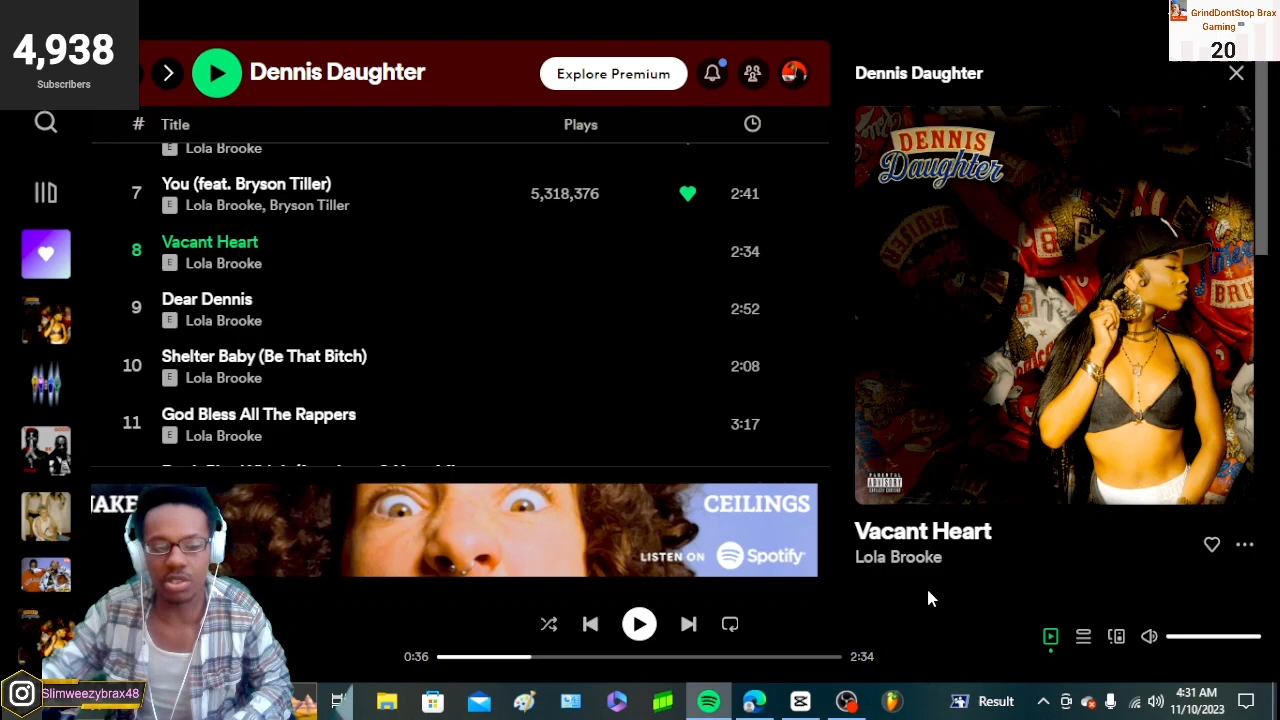 4,938
Subscribers
GrindDontStop Brax
Gaming
20
Dennis Daughter
Explore Premium
Dennis Daughter
# Title Plays
E Lola Brooke
7 You (feat. Bryson Tiller) 5,318,376 2:41
E Lola Brooke, Bryson Tiller
8 Vacant Heart 2:34
E Lola Brooke
9 Dear Dennis 2:52
E Lola Brooke
10 Shelter Baby (Be That Bitch) 2:08
E Lola Brooke
11 God Bless All The Rappers 3:17
E Lola Brooke
DENNIS
Daughter
PARENTAL
ADVISORY
EXPLICIT CONTENT
CEILINGS
LISTEN ON Spotify
Vacant Heart
Lola Brooke
0:36 2:34
Slimweezybrax48
Result
4:31 AM
11/10/2023